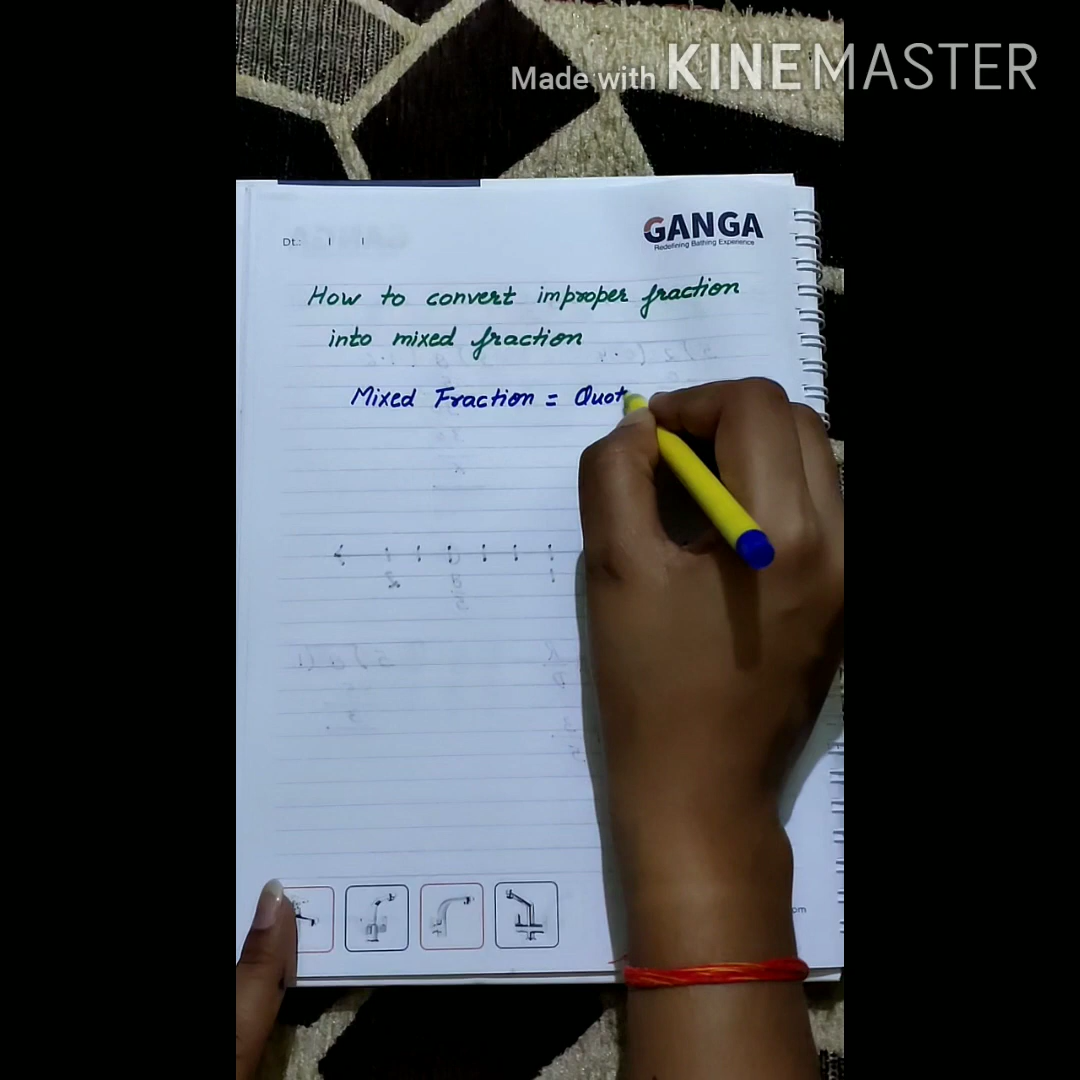 Made with KINEMASTER
GANGA
Redefining Bathing Experience
Dt.: | |
How to convert improper fraction
into mixed fraction
Mixed Fraction = Quot
om